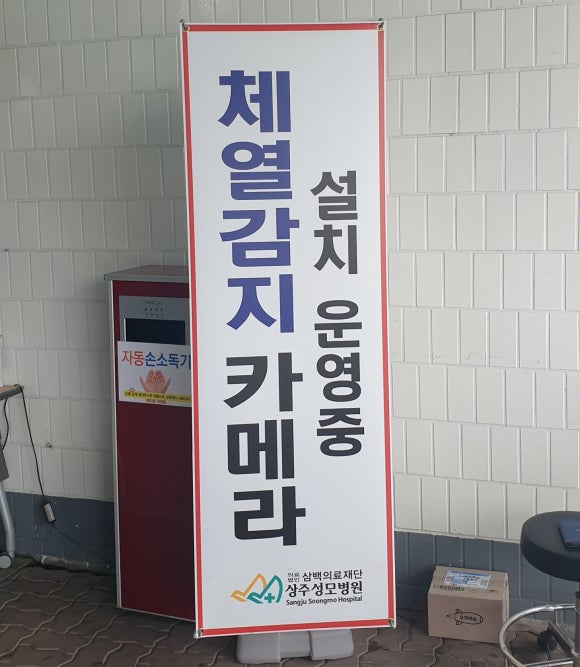 체열감지 카메라
설치 운영중
의료법인 삼백의료재단
상주성모병원
Sangju Seongmo Hospital
자동손소독기